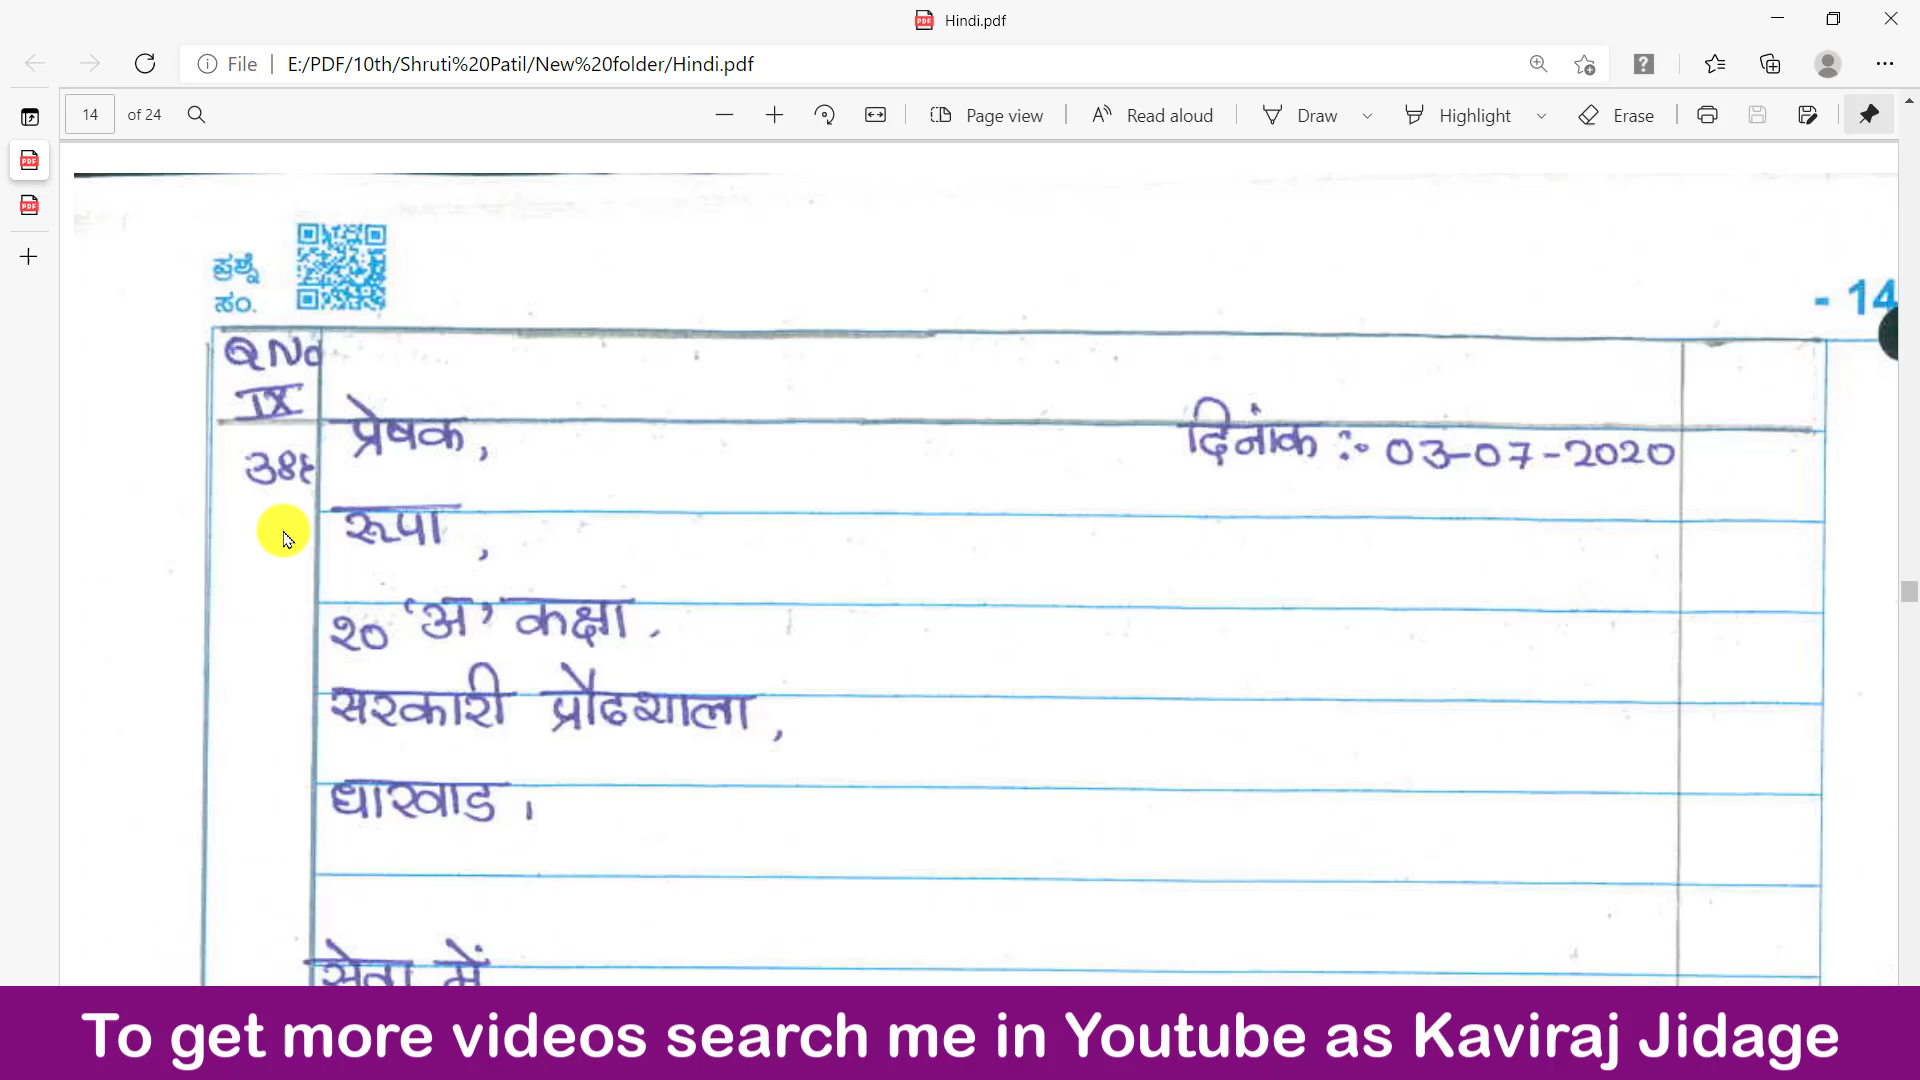 Hindi.pdf
File E:/PDF/10th/Shruti%20Patil/New%20folder/Hindi.pdf
14 of 24 Page view Read aloud Draw Highlight Erase
ಪ್ರಶ್ನೆ
ಸಂ.
- 14
Q No
IX
प्रेषक, दिनांक :- 03-07-2020
रूपा,
१० 'अ' कक्षा.
सरकारी प्रौढशाला,
धारवाड ।
सेवा में
To get more videos search me in Youtube as Kaviraj Jidage